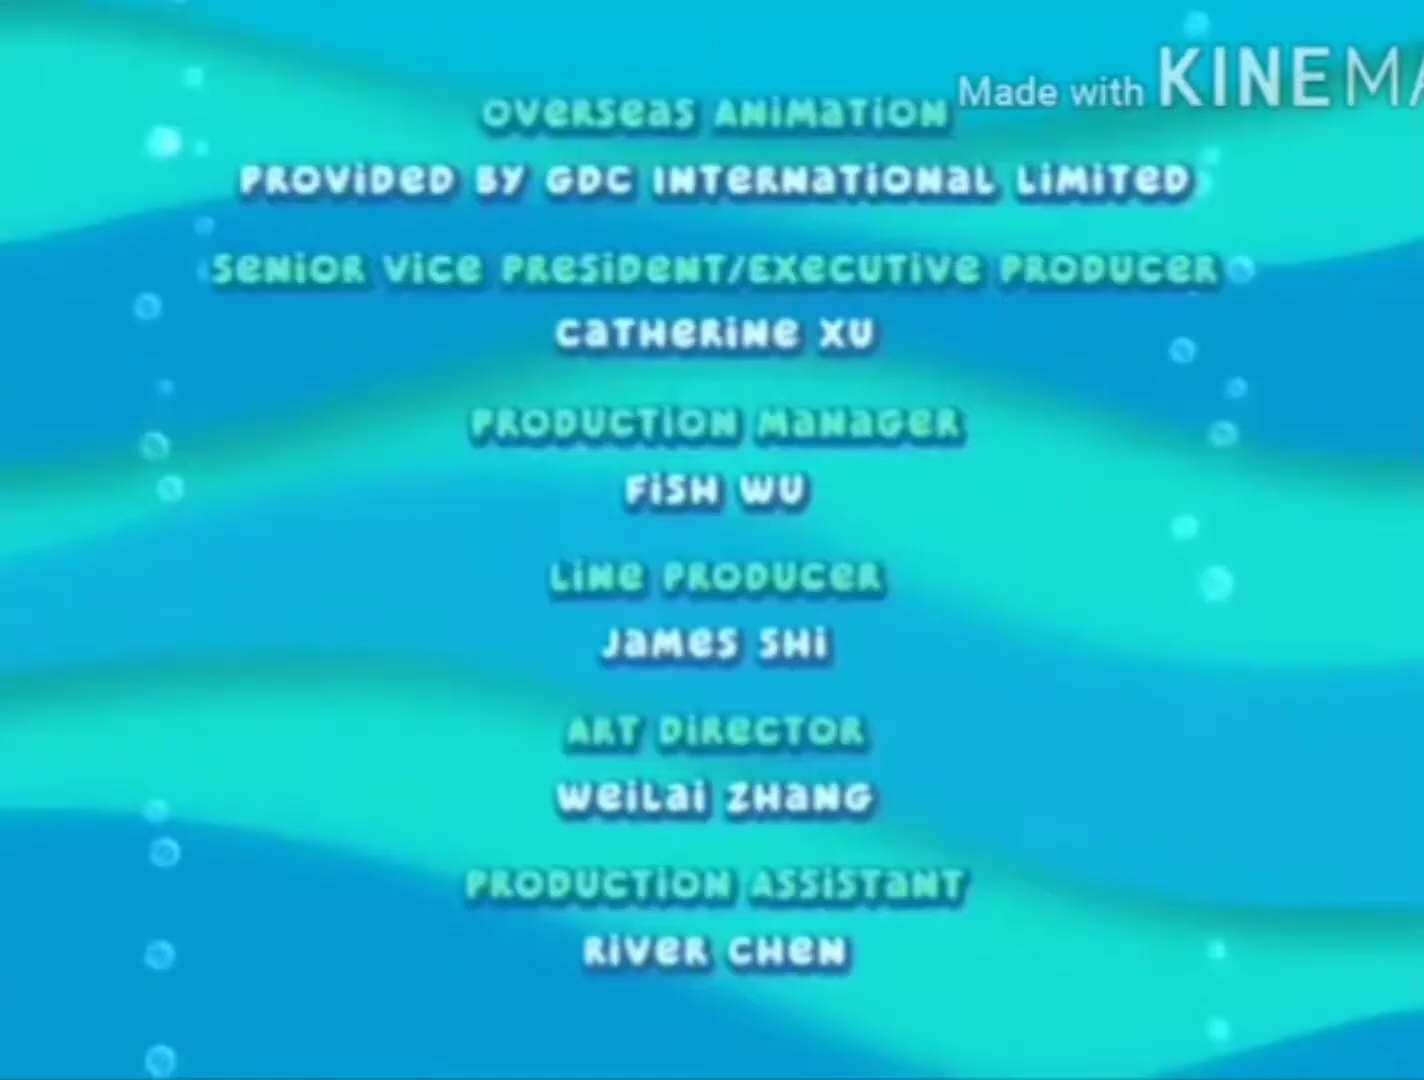 Made with KINEMA
OVERSEAS ANIMATION
PROVIDED BY GDC INTERNATIONAL LIMITED
SENIOR VICE PRESIDENT/EXECUTIVE PRODUCER
CATHERINE XU
PRODUCTION MANAGER
FISH WU
LINE PRODUCER
JAMES SHI
ART DIRECTOR
WEILAI ZHANG
PRODUCTION ASSISTANT
RIVER CHEN